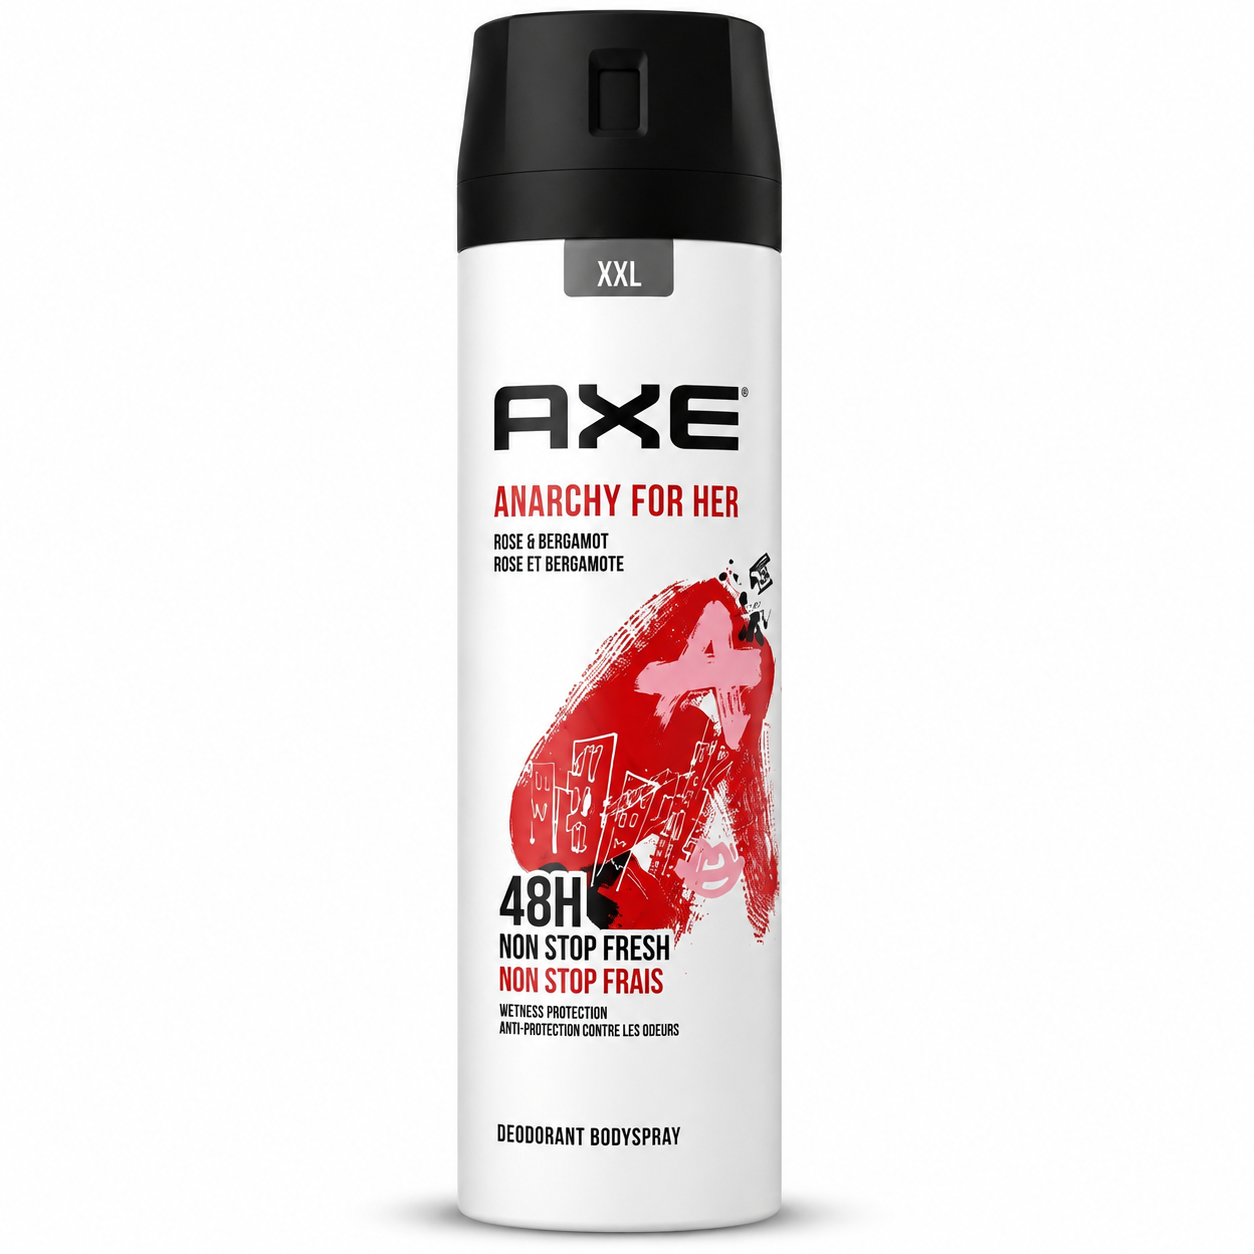 XXL
AXE®
ANARCHY FOR HER
ROSE & BERGAMOT
ROSE ET BERGAMOTE
48H
NON STOP FRESH
NON STOP FRAIS
WETNESS PROTECTION
ANTI-PROTECTION CONTRE LES ODEURS
DEODORANT BODYSPRAY